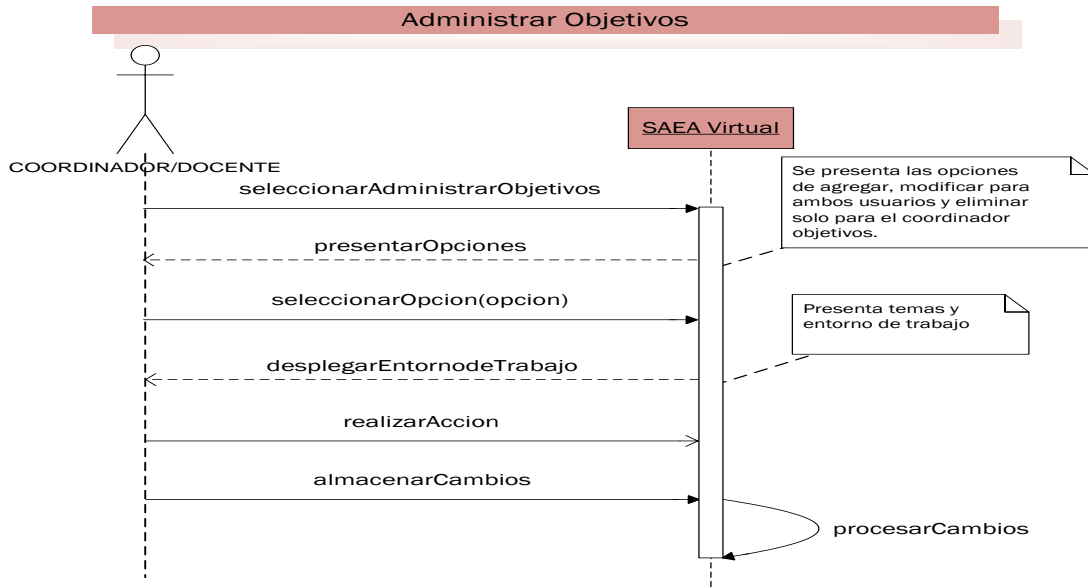 Administrar Objetivos
SAEA Virtual
COORDINADOR/DOCENTE
Se presenta las opciones
de agregar, modificar para
ambos usuarios y eliminar
solo para el coordinador
objetivos.
seleccionarAdministrarObjetivos
presentarOpciones
seleccionarOpcion(opcion)
Presenta temas y
entorno de trabajo
desplegarEntornodeTrabajo
realizarAccion
almacenarCambios
procesarCambios